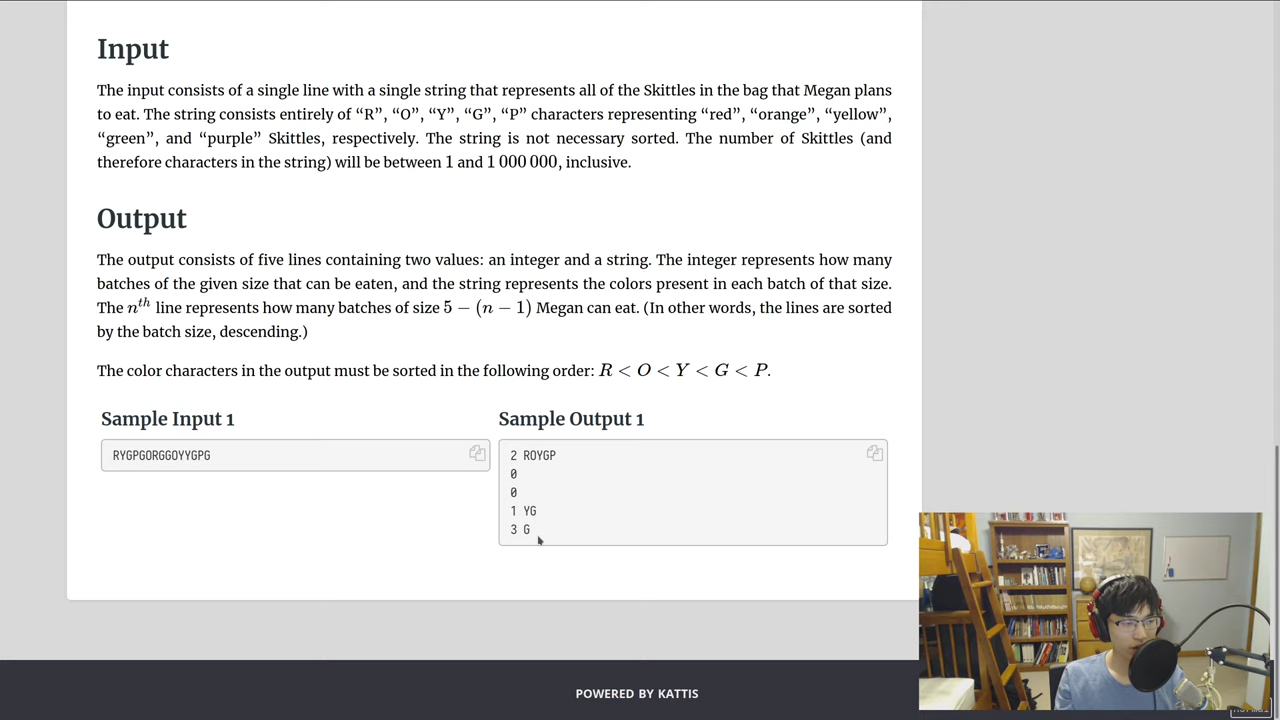 Input
The input consists of a single line with a single string that represents all of the Skittles in the bag that Megan plans
to eat. The string consists entirely of “R”, “O”, “Y”, “G”, “P” characters representing “red”, “orange”, “yellow”,
“green”, and “purple” Skittles, respectively. The string is not necessary sorted. The number of Skittles (and
therefore characters in the string) will be between 1 and 1 000 000, inclusive.
Output
The output consists of five lines containing two values: an integer and a string. The integer represents how many
batches of the given size that can be eaten, and the string represents the colors present in each batch of that size.
The n^th line represents how many batches of size 5 − (n − 1) Megan can eat. (In other words, the lines are sorted
by the batch size, descending.)
The color characters in the output must be sorted in the following order: R < O < Y < G < P.
Sample Input 1
RYGPGORGGOYYGPG
Sample Output 1
2 ROYGP
0
0
1 YG
3 G
POWERED BY KATTIS